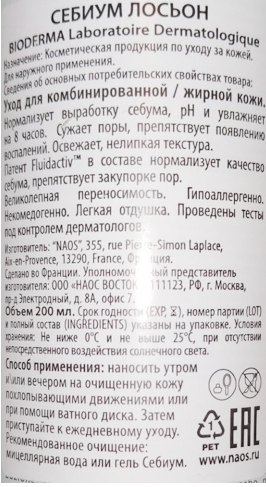 СЕБИУМ ЛОСЬОН
BIODERMA Laboratoire Dermatologique
Назначение: Косметическая продукция по уходу за кожей.
Для наружного применения.
Сведения об основных потребительских свойствах товара:
Уход для комбинированной / жирной кожи.
Нормализует выработку себума, pH и увлажняет
на 8 часов. Сужает поры, препятствует появлению
воспалений. Освежает, нелипкая текстура.
Патент Fluidactiv™ в составе нормализует качество
себума, препятствует закупорке пор.
Великолепная переносимость. Гипоаллергенно.
Некомедогенно. Легкая отдушка. Проведены тесты
под контролем дерматологов.
Изготовитель: "NAOS", 355, rue Pierre-Simon Laplace,
Aix-en-Provence, 13290, France, Франция.
Сделано во Франции. Уполномоченный представитель
изготовителя: ООО «НАОС ВОСТОК» 111123, РФ, г. Москва,
пр-д Электродный, д. 8А, офис 7.
Объем 200 мл. Срок годности (EXP, ), номер партии (LOT)
и полный состав (INGREDIENTS) указаны на упаковке. Условия
хранения: Не ниже 0°C и не выше 25°C, при отсутствии
непосредственного воздействия солнечного света.
Способ применения: наносить утром
и/или вечером на очищенную кожу
похлопывающими движениями или
при помощи ватного диска. Затем
приступайте к ежедневному уходу.
Рекомендованное очищение:
мицеллярная вода или гель Себиум.
PET
EAC
www.naos.ru